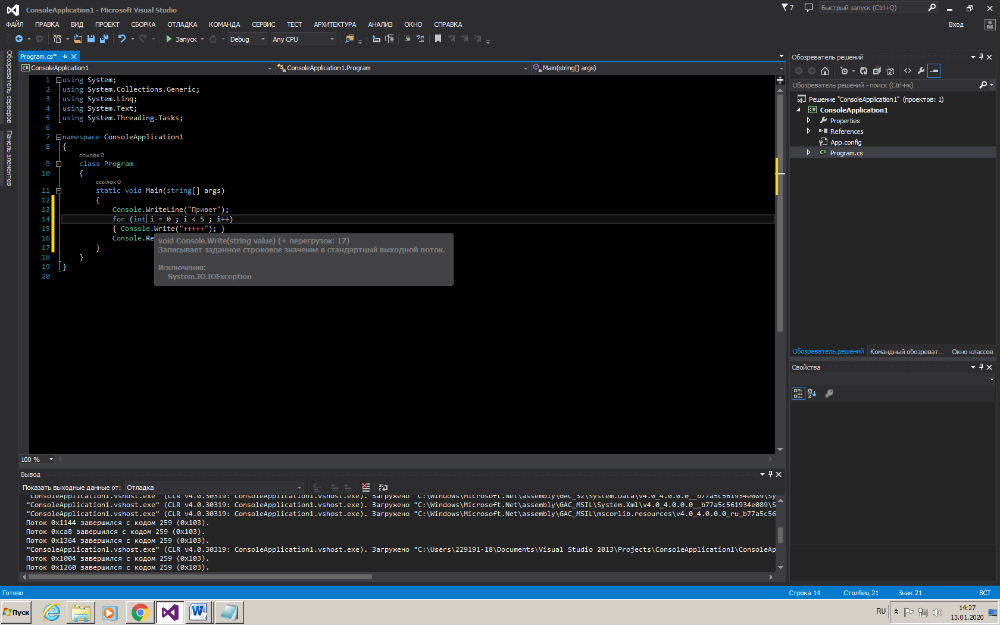 ConsoleApplication1 - Microsoft Visual Studio
7
Быстрый запуск (Ctrl+Q)
ФАЙЛ ПРАВКА ВИД ПРОЕКТ СБОРКА ОТЛАДКА КОМАНДА СЕРВИС ТЕСТ АРХИТЕКТУРА АНАЛИЗ ОКНО СПРАВКА
Вход
Запуск Debug Any CPU
Обозреватель серверов
Панель элементов
Program.cs*
ConsoleApplication1 ConsoleApplication1.Program Main(string[] args)
1 using System;
2 using System.Collections.Generic;
3 using System.Linq;
4 using System.Text;
5 using System.Threading.Tasks;
6
7 namespace ConsoleApplication1
8 {
ссылок 0
9 class Program
10 {
ссылок 0
11 static void Main(string[] args)
12 {
13 Console.WriteLine("Привет");
14 for (int i = 0 ; i < 5 ; i++)
15 { Console.Write("+++++"); }
16 Console.Re
17 }
18 }
19 }
20
void Console.Write(string value) (+ перегрузок: 17)
Записывает заданное строковое значение в стандартный выходной поток.
Исключения:
System.IO.IOException
100 %
Обозреватель решений
Обозреватель решений - поиск (Ctrl+ж)
Решение "ConsoleApplication1" (проектов: 1)
ConsoleApplication1
Properties
References
App.config
Program.cs
Обозреватель решений Командный обозреват... Окно классов
Свойства
Вывод
Показать выходные данные от: Отладка
"ConsoleApplication1.vshost.exe" (CLR v4.0.30319: ConsoleApplication1.vshost.exe). Загружено "C:\Windows\Microsoft.Net\assembly\GAC_32\System.Data\v4.0_4.0.0.0__b77a5c561934e089\Sy
"ConsoleApplication1.vshost.exe" (CLR v4.0.30319: ConsoleApplication1.vshost.exe). Загружено "C:\Windows\Microsoft.Net\assembly\GAC_MSIL\System.Xml\v4.0_4.0.0.0__b77a5c561934e089\S
"ConsoleApplication1.vshost.exe" (CLR v4.0.30319: ConsoleApplication1.vshost.exe). Загружено "C:\Windows\Microsoft.Net\assembly\GAC_MSIL\mscorlib.resources\v4.0_4.0.0.0_ru_b77a5c56
Поток 0x1144 завершился с кодом 259 (0x103).
Поток 0xca8 завершился с кодом 259 (0x103).
Поток 0x1364 завершился с кодом 259 (0x103).
"ConsoleApplication1.vshost.exe" (CLR v4.0.30319: ConsoleApplication1.vshost.exe). Загружено "C:\Users\229191-18\Documents\Visual Studio 2013\Projects\ConsoleApplication1\ConsoleAp
Поток 0x1004 завершился с кодом 259 (0x103).
Поток 0x1260 завершился с кодом 259 (0x103).
Готово Строка 14 Столбец 21 Знак 21 ВСТ
Пуск
RU
14:27
13.01.2020